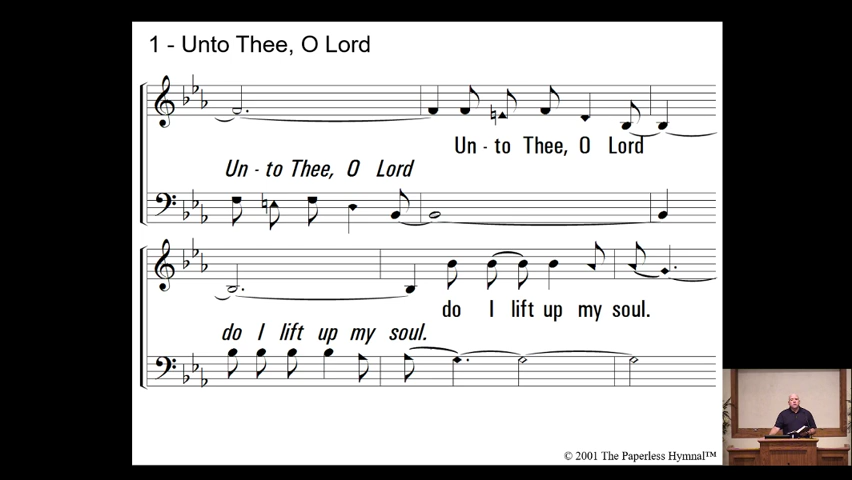 1 - Unto Thee, O Lord
Un - to Thee, O Lord
Un - to Thee, O Lord
do I lift up my soul.
do I lift up my soul.
© 2001 The Paperless Hymnal™